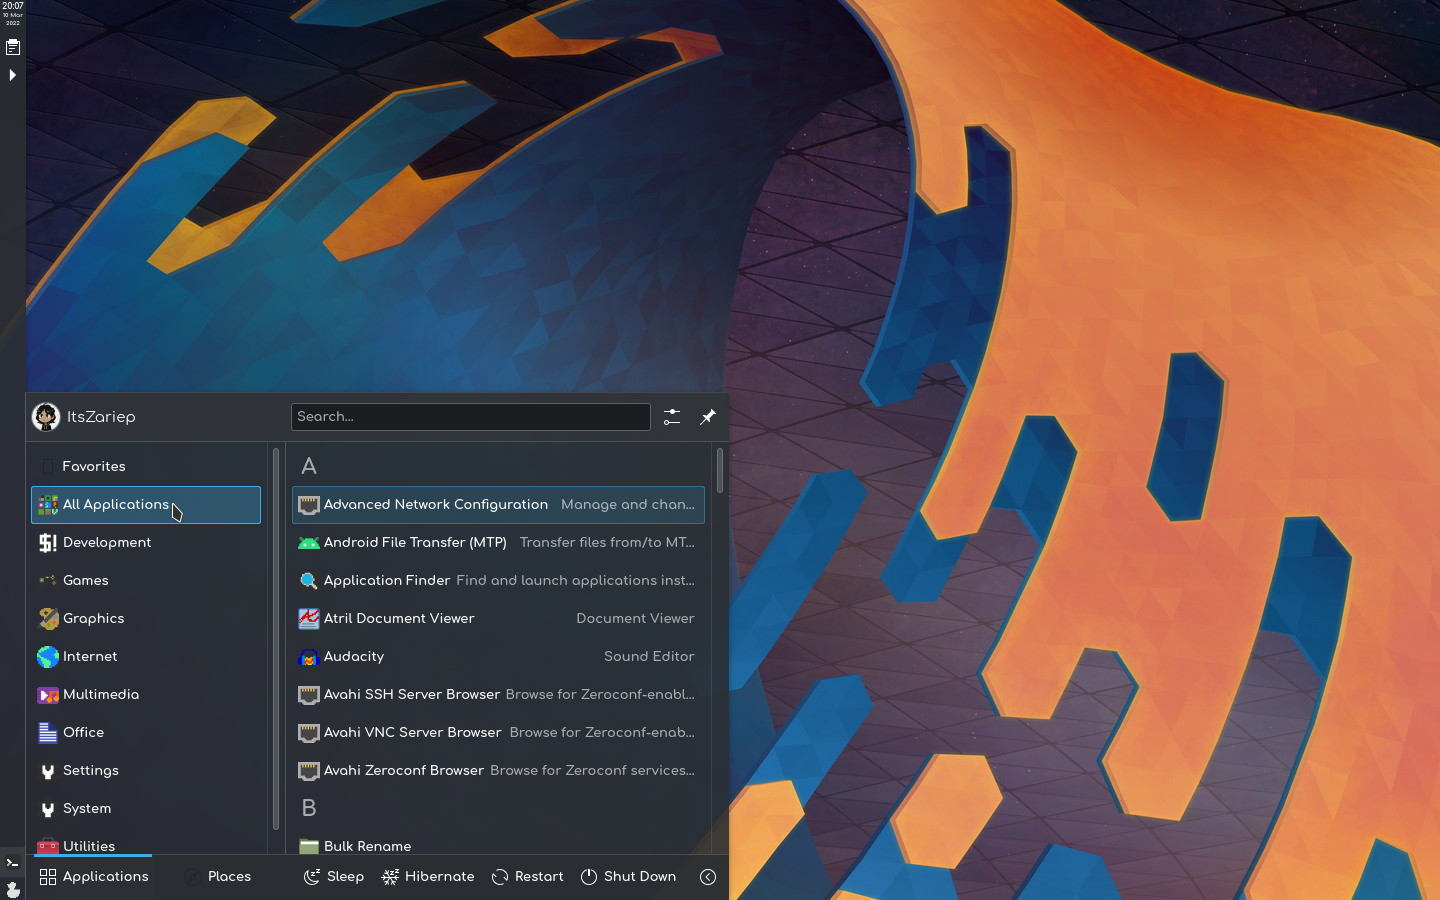 20:07
10 Mar
2022
ItsZariep
Search...
Favorites
All Applications
Development
Games
Graphics
Internet
Multimedia
Office
Settings
System
Utilities
A
Advanced Network Configuration Manage and chan...
Android File Transfer (MTP) Transfer files from/to MT...
Application Finder Find and launch applications inst...
Atril Document Viewer Document Viewer
Audacity Sound Editor
Avahi SSH Server Browser Browse for Zeroconf-enabl...
Avahi VNC Server Browser Browse for Zeroconf-enab...
Avahi Zeroconf Browser Browse for Zeroconf services...
B
Bulk Rename
Applications Places Sleep Hibernate Restart Shut Down